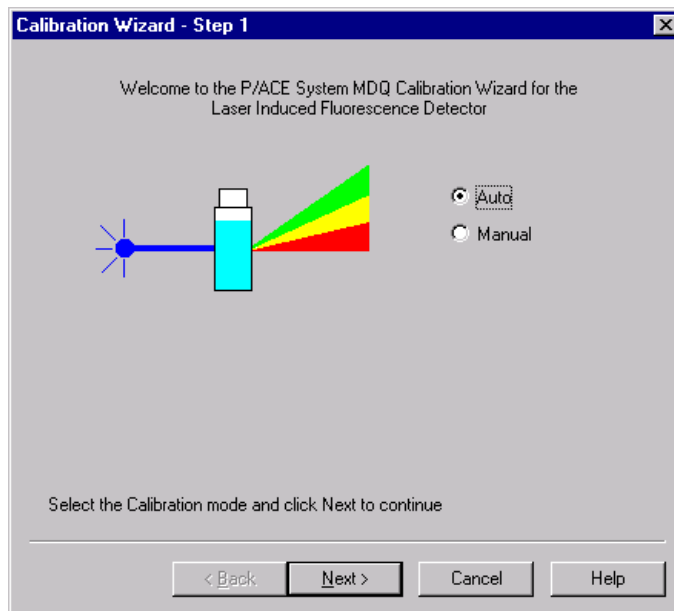 Calibration Wizard - Step 1
Welcome to the P/ACE System MDQ Calibration Wizard for the
Laser Induced Fluorescence Detector
Auto
Manual
Select the Calibration mode and click Next to continue
< Back
Next >
Cancel
Help